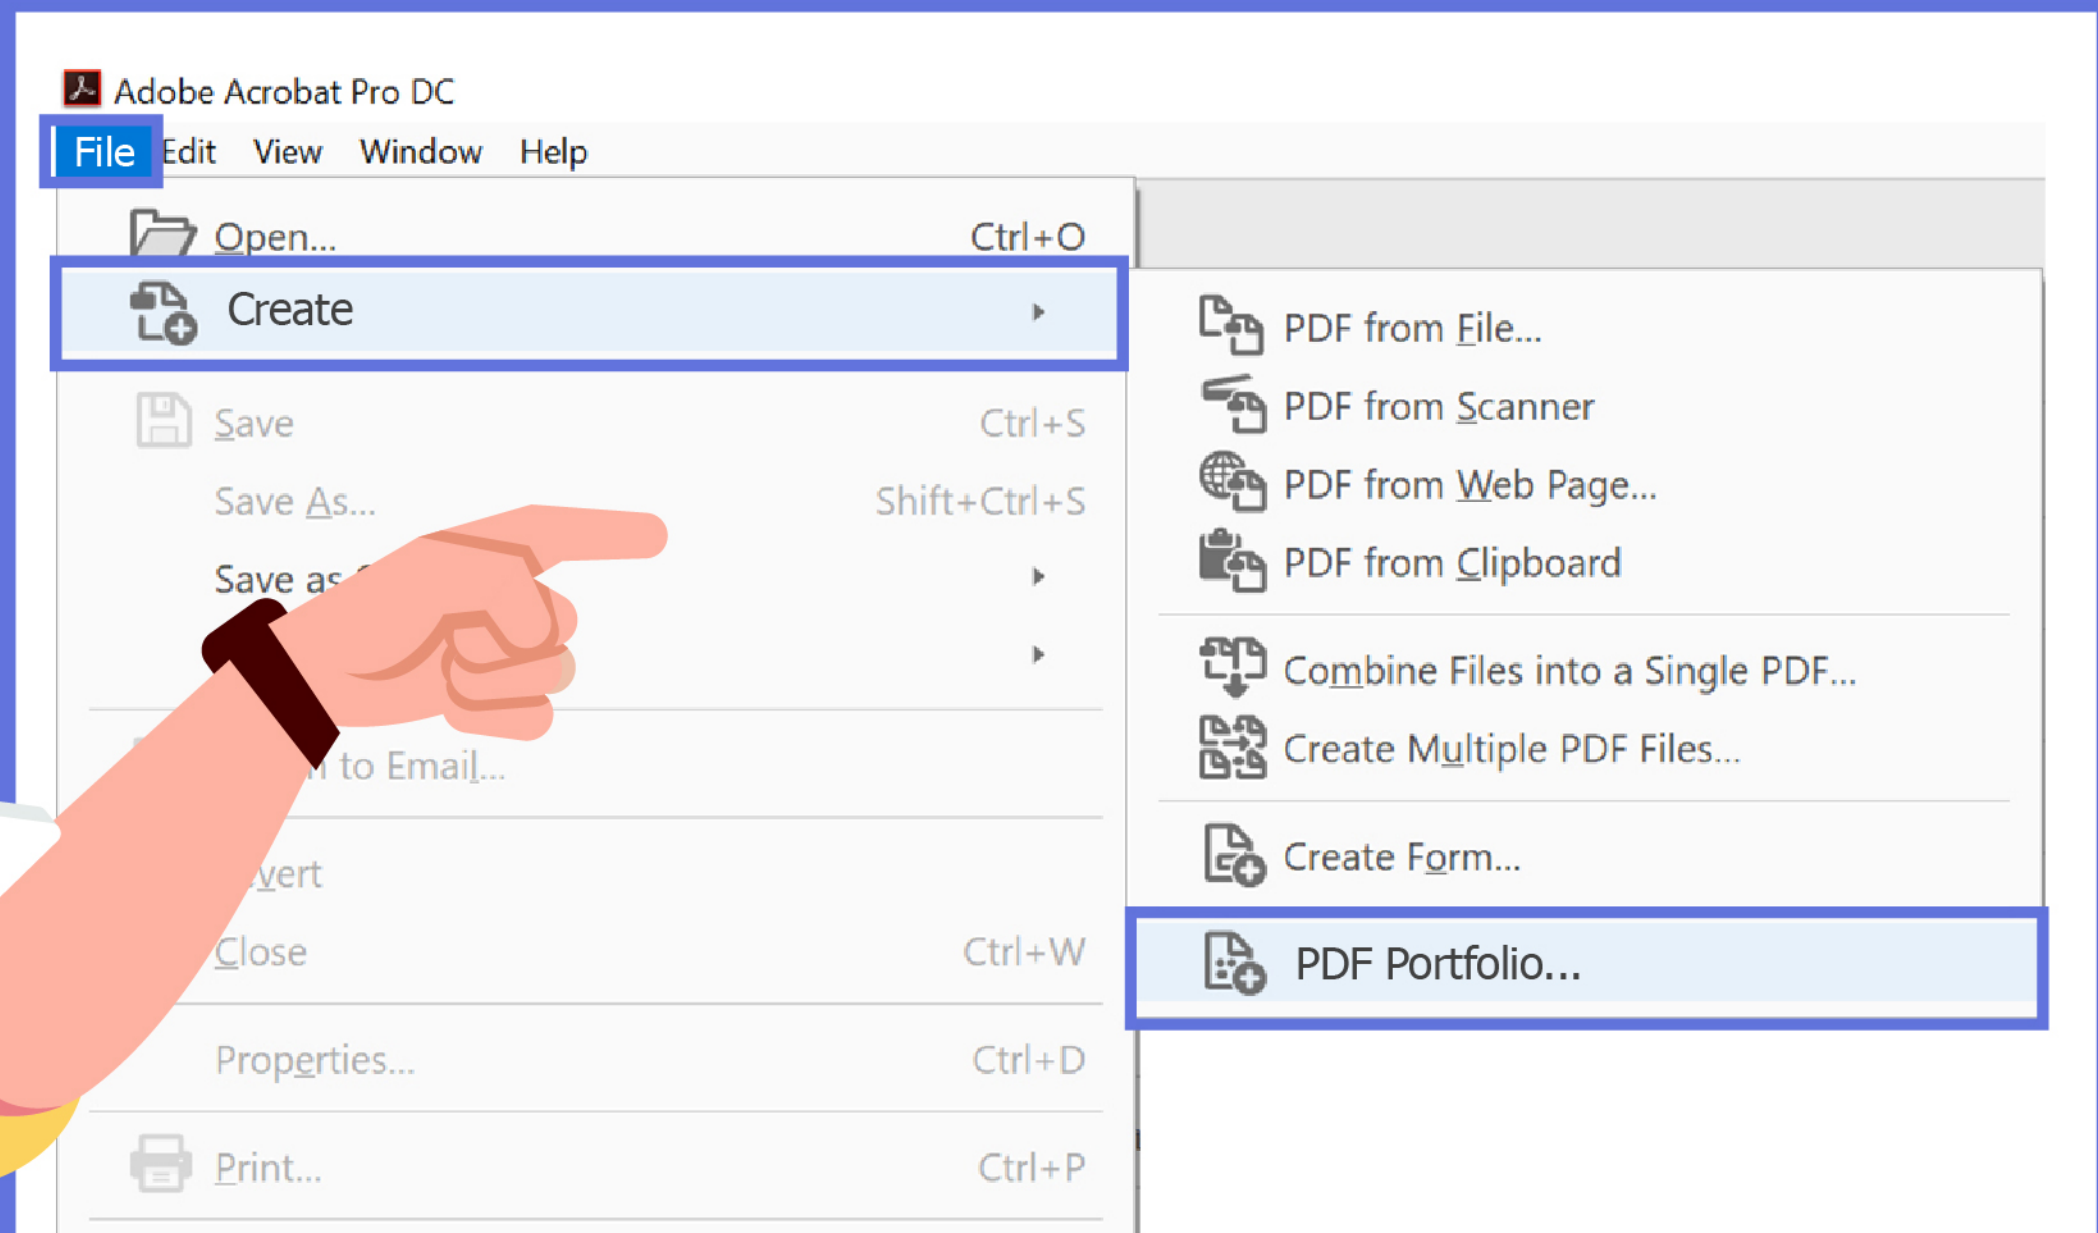 Adobe Acrobat Pro DC
File Edit View Window Help
Open... Ctrl+O
Create
Save Ctrl+S
Save As... Shift+Ctrl+S
Save as
to Email...
Close Ctrl+W
Properties... Ctrl+D
Print... Ctrl+P
PDF from File...
PDF from Scanner
PDF from Web Page...
PDF from Clipboard
Combine Files into a Single PDF...
Create Multiple PDF Files...
Create Form...
PDF Portfolio...